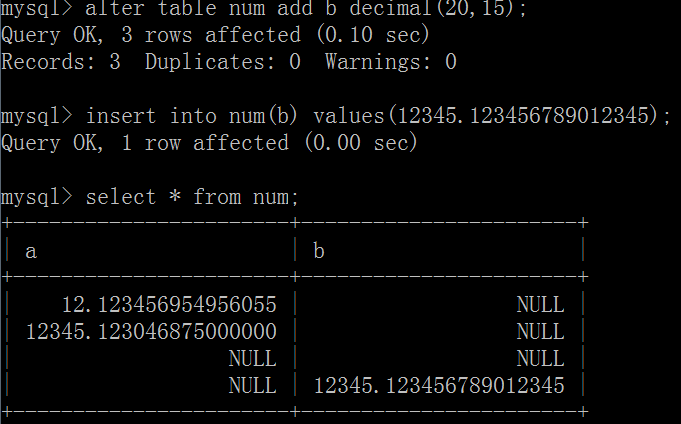 mysql> alter table num add b decimal(20,15);
Query OK, 3 rows affected (0.10 sec)
Records: 3  Duplicates: 0  Warnings: 0

mysql> insert into num(b) values(12345.123456789012345);
Query OK, 1 row affected (0.00 sec)

mysql> select * from num;
+-----------------------+-----------------------+
| a                     | b                     |
+-----------------------+-----------------------+
|    12.123456954956055 |                  NULL |
| 12345.123046875000000 |                  NULL |
|                  NULL |                  NULL |
|                  NULL | 12345.123456789012345 |
+-----------------------+-----------------------+